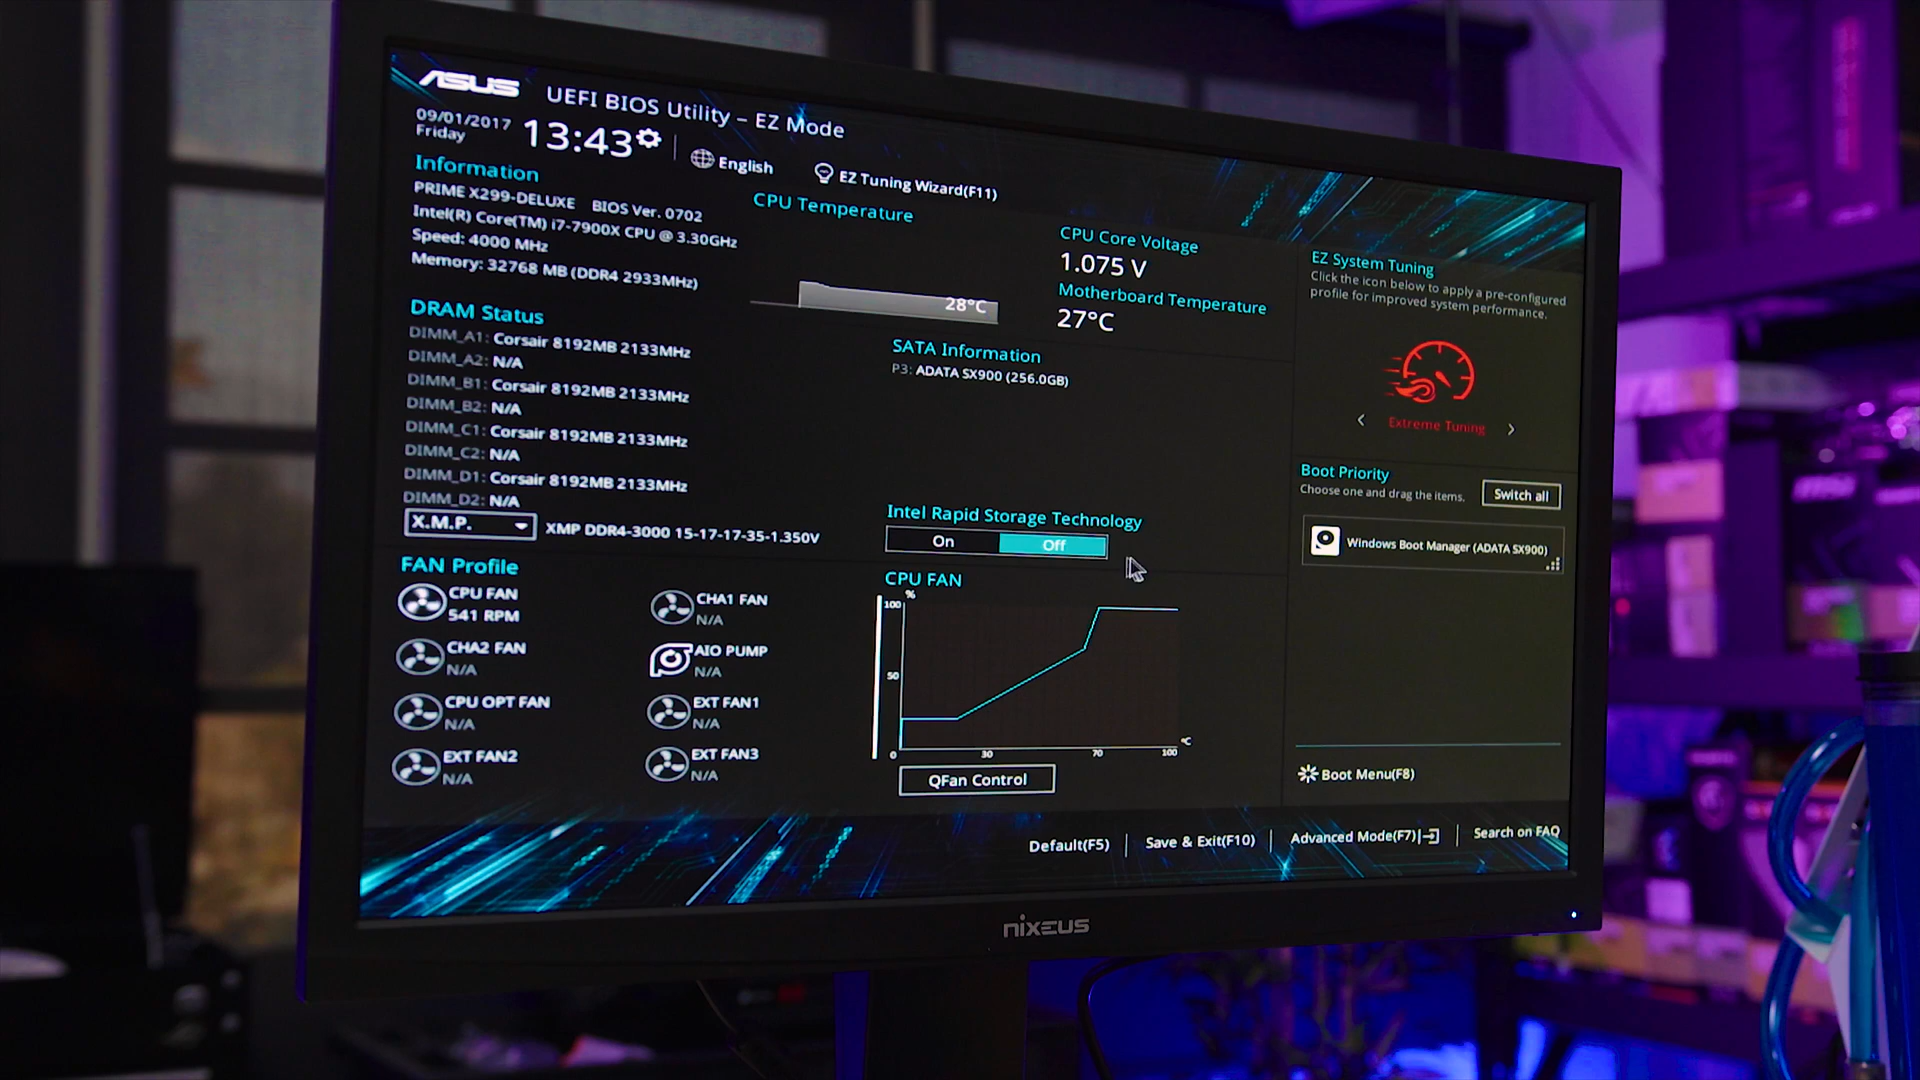 ASUS
UEFI BIOS Utility – EZ Mode
09/01/2017
Friday
13:43
English
EZ Tuning Wizard(F11)
Information
PRIME X299-DELUXE BIOS Ver. 0702
Intel(R) Core(TM) i7-7900X CPU @ 3.30GHz
Speed: 4000 MHz
Memory: 32768 MB (DDR4 2933MHz)
CPU Temperature
28°C
CPU Core Voltage
1.075 V
Motherboard Temperature
27°C
EZ System Tuning
Click the icon below to apply a pre-configured
profile for improved system performance.
Extreme Tuning
DRAM Status
DIMM_A1: Corsair 8192MB 2133MHz
DIMM_A2: N/A
DIMM_B1: Corsair 8192MB 2133MHz
DIMM_B2: N/A
DIMM_C1: Corsair 8192MB 2133MHz
DIMM_C2: N/A
DIMM_D1: Corsair 8192MB 2133MHz
DIMM_D2: N/A
X.M.P.
XMP DDR4-3000 15-17-17-35-1.350V
SATA Information
P3: ADATA SX900 (256.0GB)
Intel Rapid Storage Technology
On
Off
Boot Priority
Choose one and drag the items.
Switch all
Windows Boot Manager (ADATA SX900)
FAN Profile
CPU FAN
541 RPM
CHA1 FAN
N/A
CHA2 FAN
N/A
AIO PUMP
N/A
CPU OPT FAN
N/A
EXT FAN1
N/A
EXT FAN2
N/A
EXT FAN3
N/A
CPU FAN
%
100
50
0
30
70
100
°C
QFan Control
Boot Menu(F8)
Default(F5)
Save & Exit(F10)
Advanced Mode(F7)
Search on FAQ
nixeus
msi